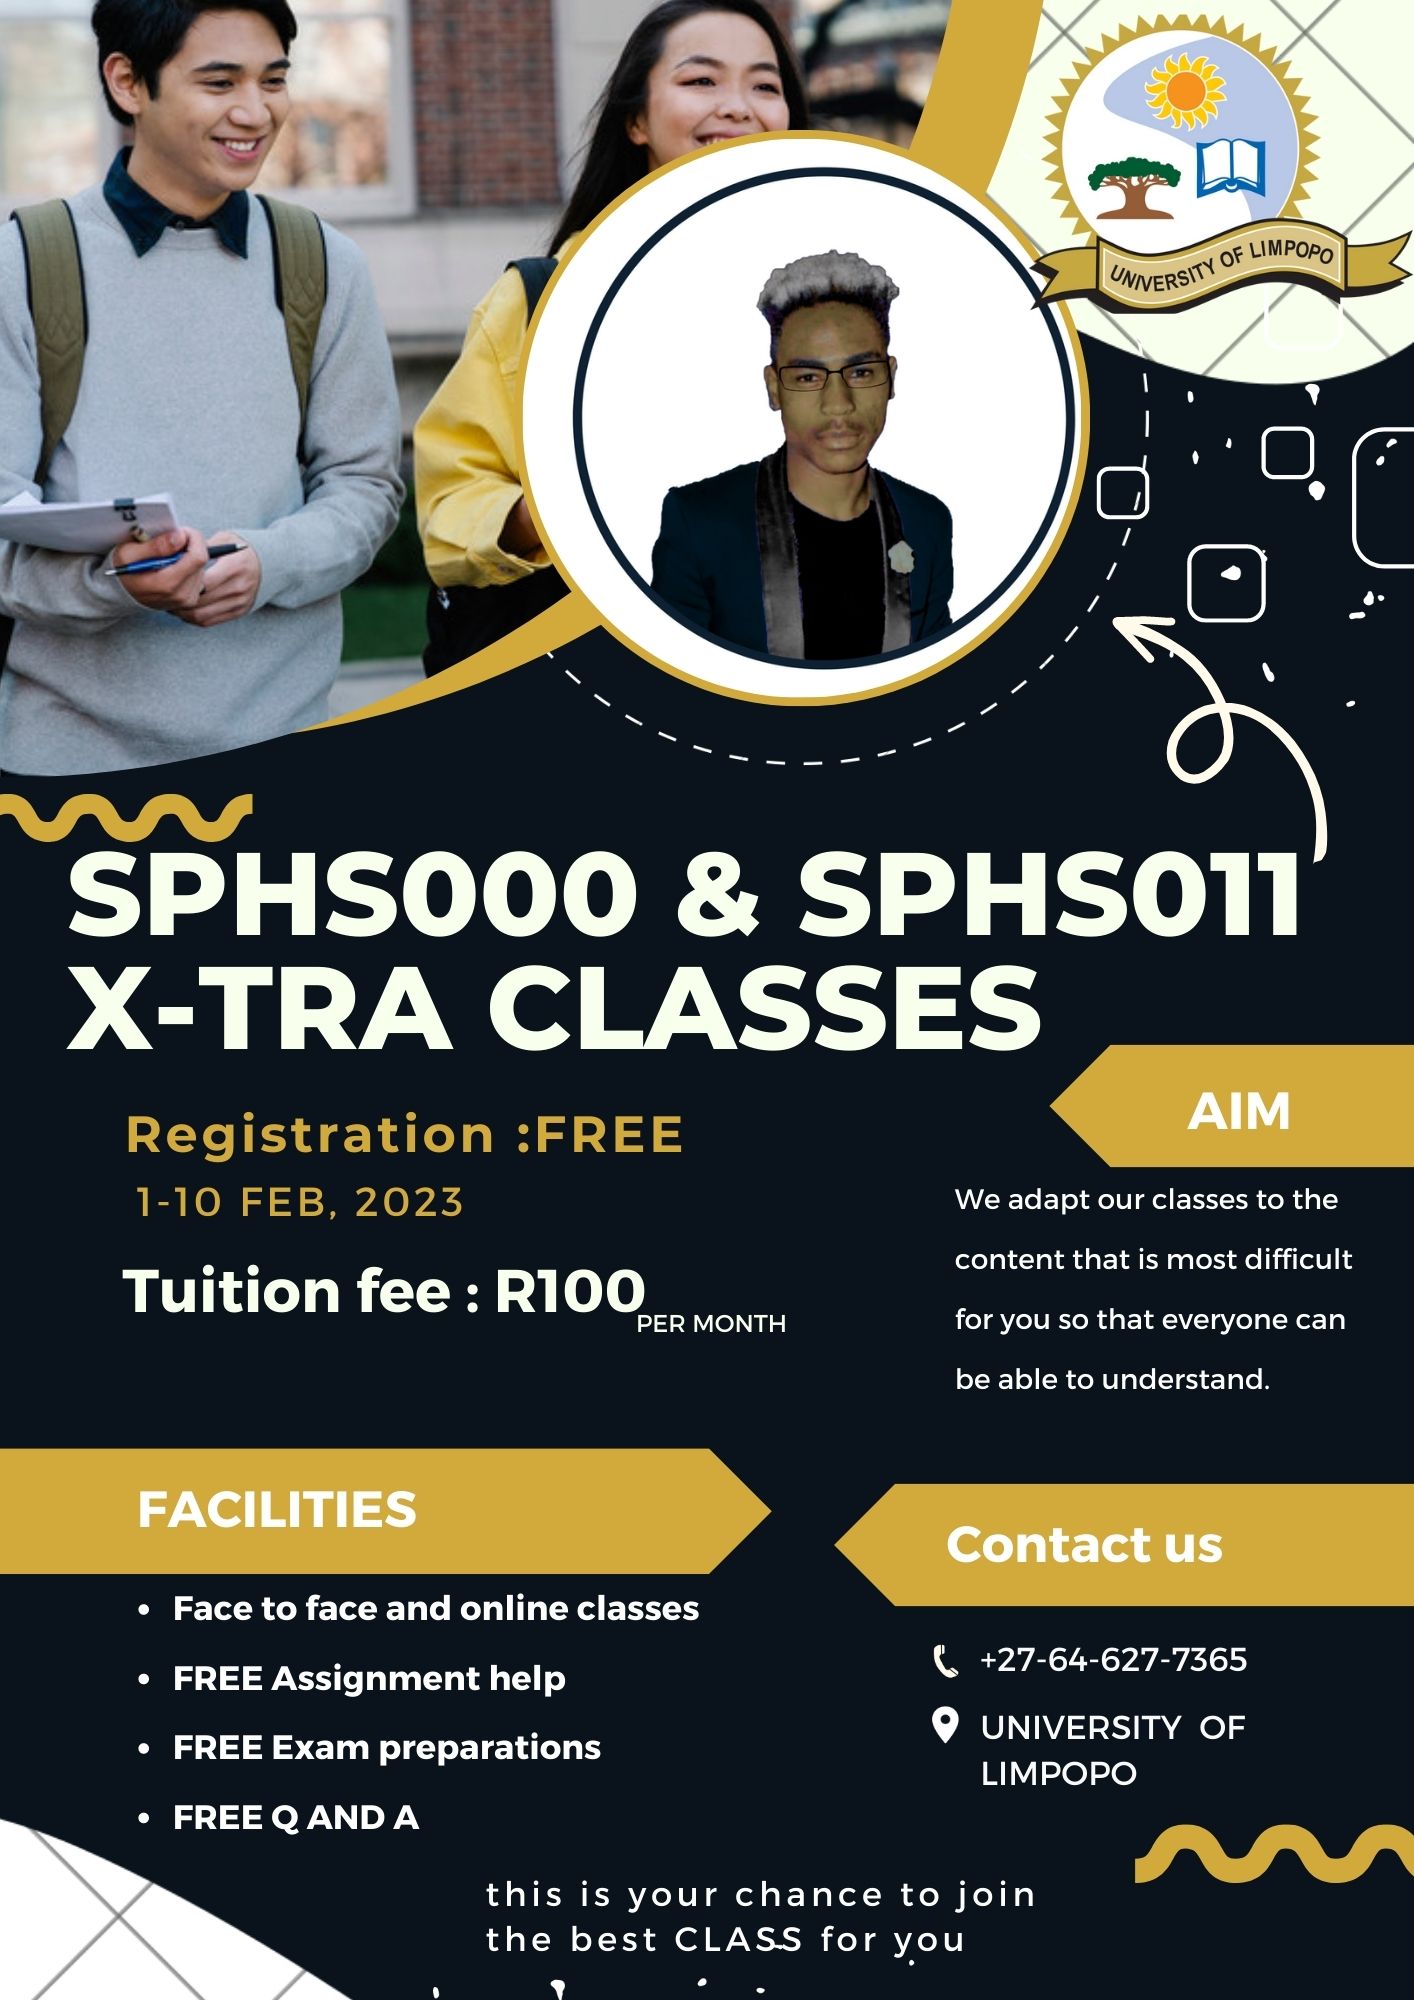 UNIVERSITY OF LIMPOPO
SPHS000 & SPHS011
X-TRA CLASSES
Registration :FREE
1-10 FEB, 2023
Tuition fee : R100
PER MONTH
AIM
We adapt our classes to the
content that is most difficult
for you so that everyone can
be able to understand.
FACILITIES
Face to face and online classes
FREE Assignment help
FREE Exam preparations
FREE Q AND A
Contact us
+27-64-627-7365
UNIVERSITY OF
LIMPOPO
this is your chance to join
the best CLASS for you